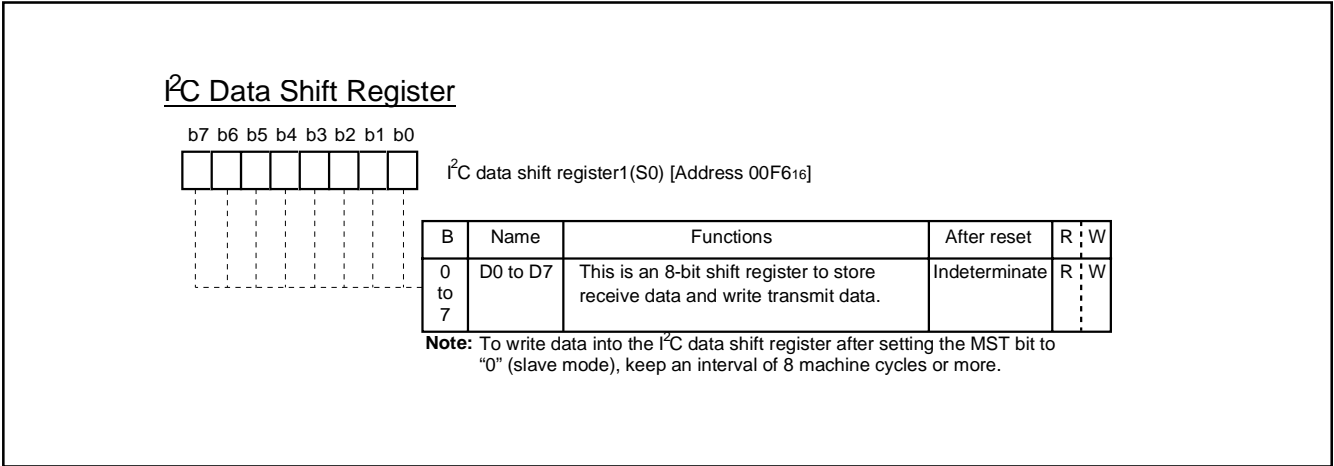 I²C Data Shift Register
b7 b6 b5 b4 b3 b2 b1 b0
I²C data shift register1(S0) [Address 00F6₁₆]
B Name Functions After reset R W
0 to 7 D0 to D7 This is an 8-bit shift register to store Indeterminate R W
receive data and write transmit data.
Note: To write data into the I²C data shift register after setting the MST bit to
“0” (slave mode), keep an interval of 8 machine cycles or more.